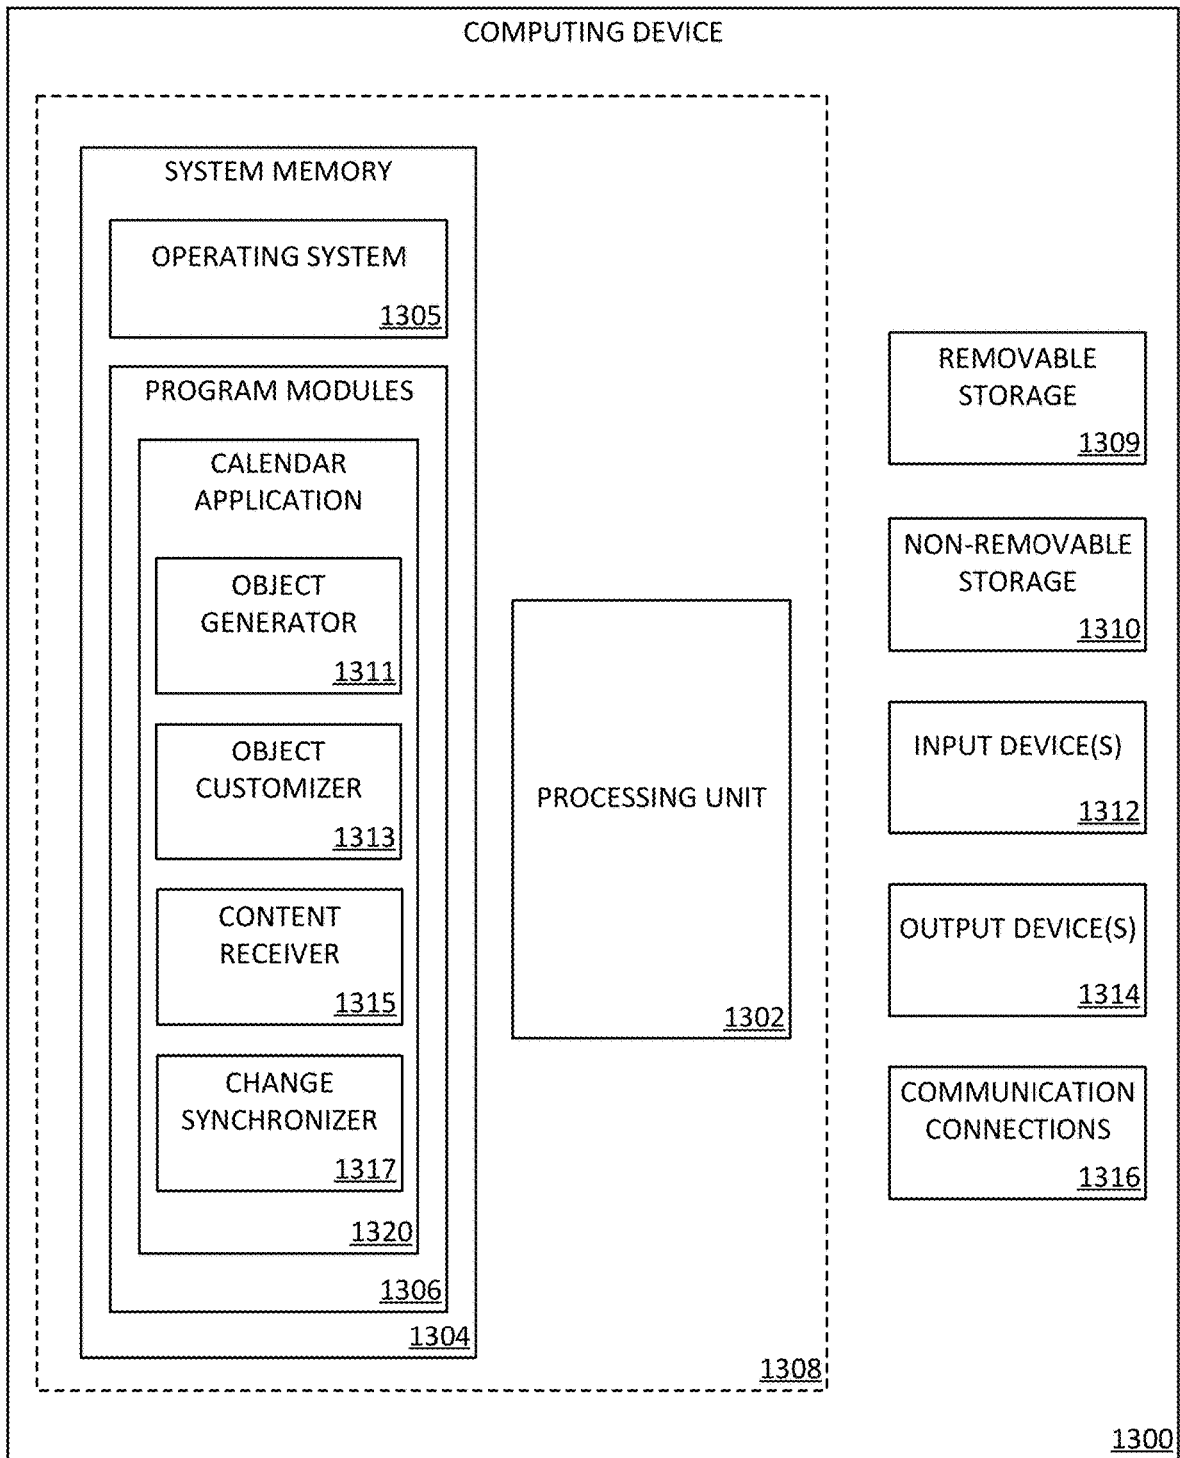 COMPUTING DEVICE
SYSTEM MEMORY
OPERATING SYSTEM
1305
PROGRAM MODULES
CALENDAR
APPLICATION
OBJECT
GENERATOR
1311
OBJECT
CUSTOMIZER
1313
CONTENT
RECEIVER
1315
CHANGE
SYNCHRONIZER
1317
1320
1306
1304
PROCESSING UNIT
1302
1308
REMOVABLE
STORAGE
1309
NON-REMOVABLE
STORAGE
1310
INPUT DEVICE(S)
1312
OUTPUT DEVICE(S)
1314
COMMUNICATION
CONNECTIONS
1316
1300